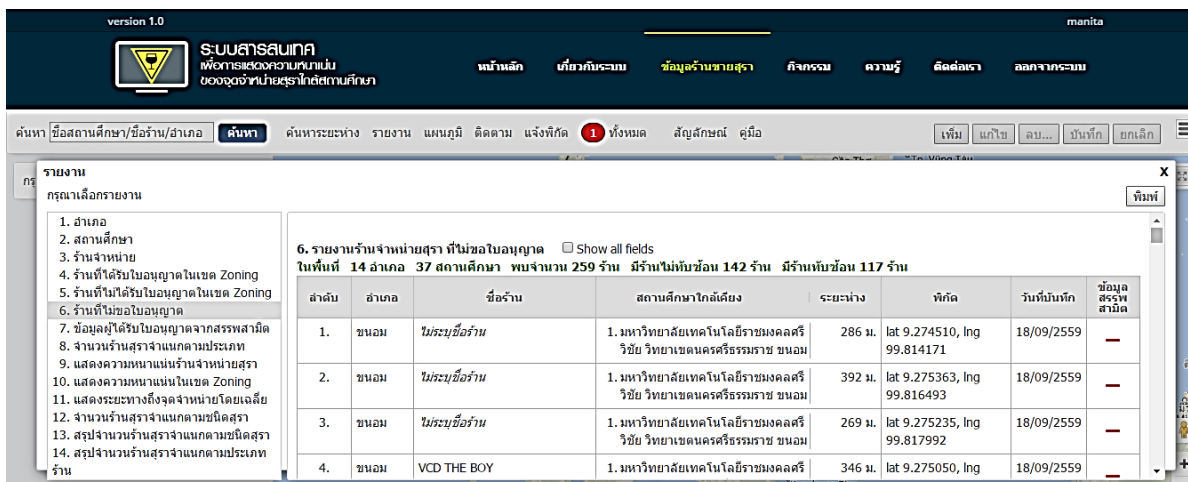 version 1.0
manita
ระบบสารสนเทศ
เพื่อการแสดงความหนาแน่น
ของจุดจำหน่ายสุราใกล้สถานศึกษา
หน้าหลัก เกี่ยวกับระบบ ข้อมูลร้านขายสุรา กิจกรรม ความรู้ ติดต่อเรา ออกจากระบบ
ค้นหา ชื่อสถานศึกษา/ชื่อร้าน/อำเภอ ค้นหา ค้นหาระยะห่าง รายงาน แผนภูมิ ติดตาม แจ้งพิกัด 1 ทั้งหมด สัญลักษณ์ คู่มือ เพิ่ม แก้ไข ลบ... บันทึก ยกเลิก
รายงาน X
กรุณาเลือกรายงาน พิมพ์
1. อำเภอ
2. สถานศึกษา
3. ร้านจำหน่าย
4. ร้านที่ได้รับใบอนุญาตในเขต Zoning
5. ร้านที่ไม่ได้รับใบอนุญาตในเขต Zoning
6. ร้านที่ไม่ขอใบอนุญาต
7. ข้อมูลผู้ได้รับใบอนุญาตจากสรรพสามิต
8. จำนวนร้านสุราจำแนกตามประเภท
9. แสดงความหนาแน่นร้านจำหน่ายสุรา
10. แสดงความหนาแน่นในเขต Zoning
11. แสดงระยะทางถึงจุดจำหน่ายโดยเฉลี่ย
12. จำนวนร้านสุราจำแนกตามชนิดสุรา
13. สรุปจำนวนร้านสุราจำแนกตามชนิดสุรา
14. สรุปจำนวนร้านสุราจำแนกตามประเภท
ร้าน
6. รายงานร้านจำหน่ายสุรา ที่ไม่ขอใบอนุญาต Show all fields
ในพื้นที่ 14 อำเภอ 37 สถานศึกษา พบจำนวน 259 ร้าน มีร้านไม่ทับซ้อน 142 ร้าน มีร้านทับซ้อน 117 ร้าน
ลำดับ อำเภอ ชื่อร้าน สถานศึกษาใกล้เคียง ระยะห่าง พิกัด วันที่บันทึก ข้อมูล
สรรพ
สามิต
1. ขนอม ไม่ระบุชื่อร้าน 1. มหาวิทยาลัยเทคโนโลยีราชมงคลศรี 286 ม. lat 9.274510, lng 18/09/2559
วิชัย วิทยาเขตนครศรีธรรมราช ขนอม 99.814171
2. ขนอม ไม่ระบุชื่อร้าน 1. มหาวิทยาลัยเทคโนโลยีราชมงคลศรี 392 ม. lat 9.275363, lng 18/09/2559
วิชัย วิทยาเขตนครศรีธรรมราช ขนอม 99.816493
3. ขนอม ไม่ระบุชื่อร้าน 1. มหาวิทยาลัยเทคโนโลยีราชมงคลศรี 269 ม. lat 9.275235, lng 18/09/2559
วิชัย วิทยาเขตนครศรีธรรมราช ขนอม 99.817992
4. ขนอม VCD THE BOY 1. มหาวิทยาลัยเทคโนโลยีราชมงคลศรี 346 ม. lat 9.275050, lng 18/09/2559